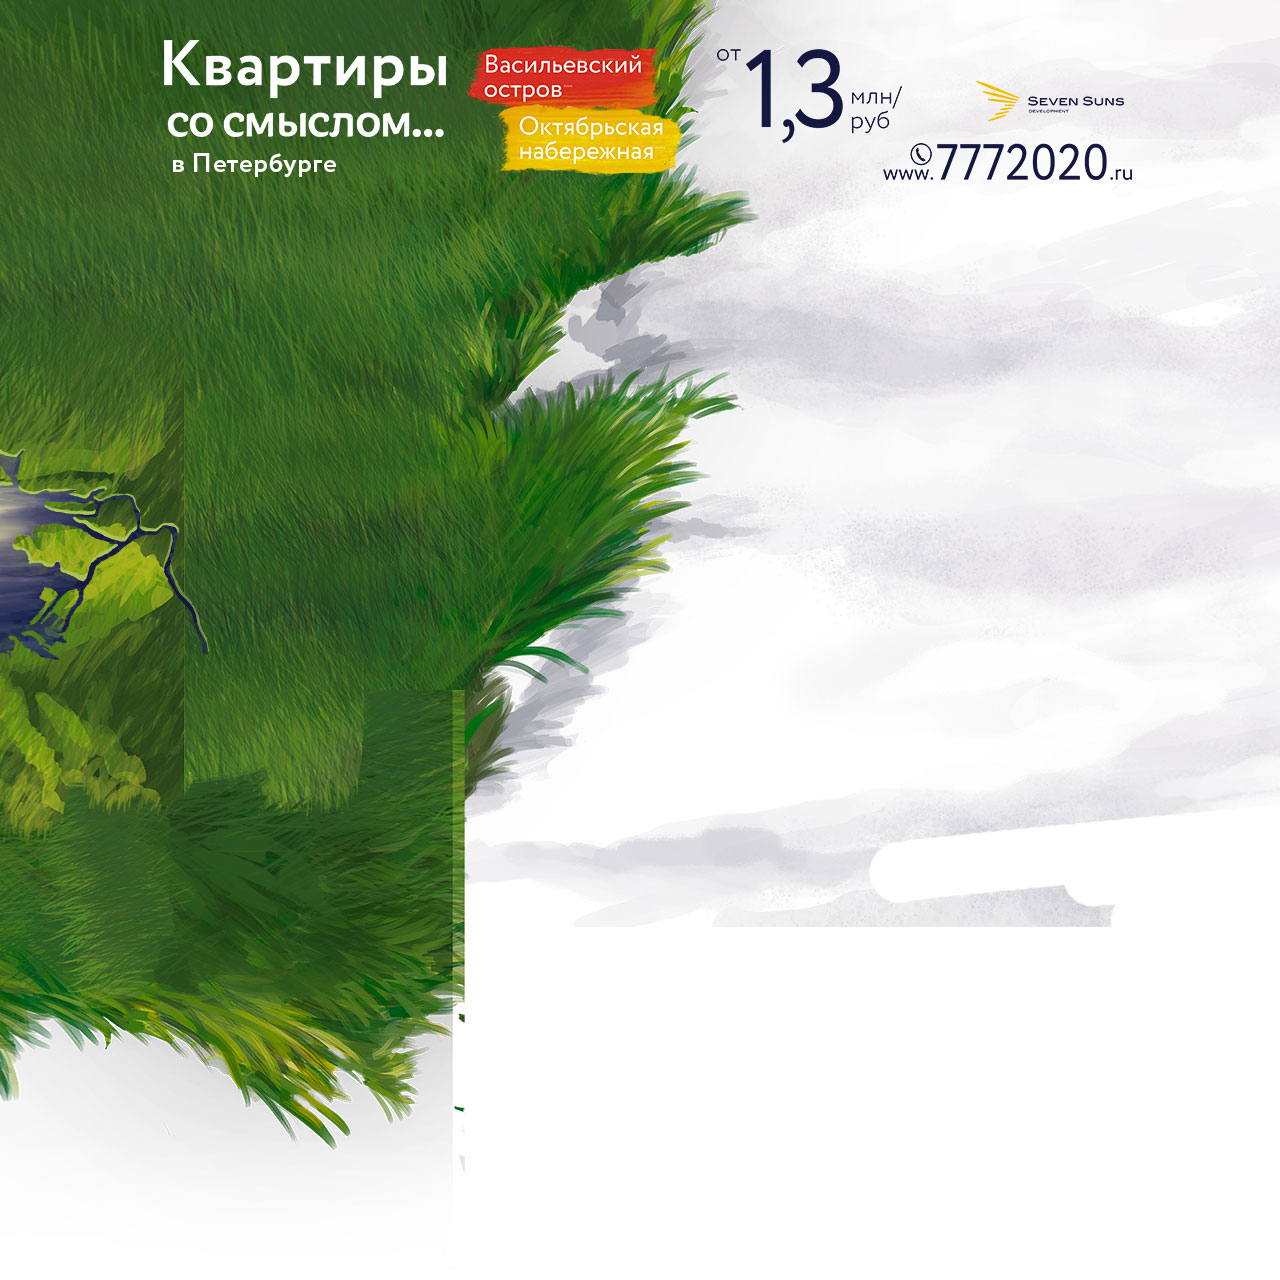 Квартиры
со смыслом...
в Петербурге
Васильевский
остров
Октябрьская
набережная
от 1,3 млн/
руб
SEVEN SUNS
DEVELOPMENT
www.7772020.ru